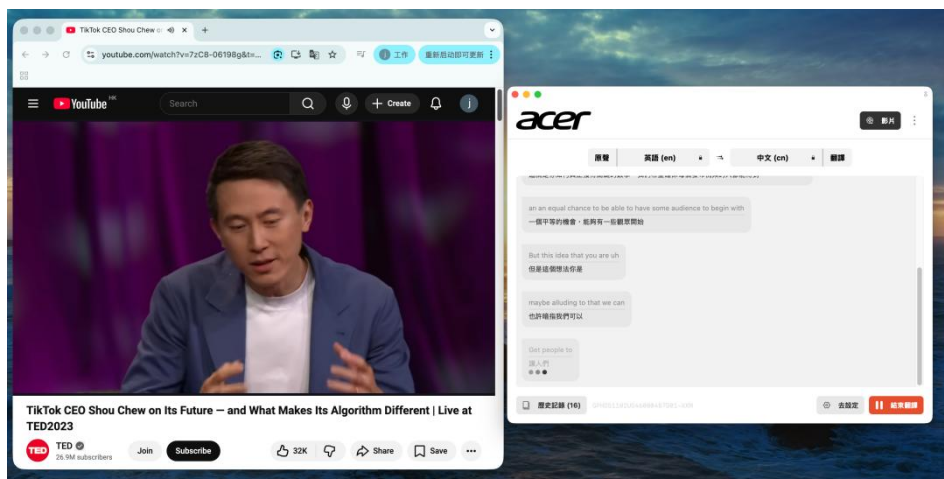 TikTok CEO Shou Chew
youtube.com/watch?v=7zC8-06198g&t=...
工作
重新启动即可更新
YouTube HK
Search
Create
j
TikTok CEO Shou Chew on Its Future — and What Makes Its Algorithm Different | Live at
TED2023
TED
TED
26.9M subscribers
Join
Subscribe
32K
Share
Save
acer
影片
原聲
英語 (en)
中文 (cn)
翻譯
an an equal chance to be able to have some audience to begin with
一個平等的機會，能夠有一些觀眾開始
But this idea that you are uh
但是這個想法你是
maybe alluding to that we can
也許暗指我們可以
Get people to
讓人們
歷史記錄 (16)
去設定
結束翻譯